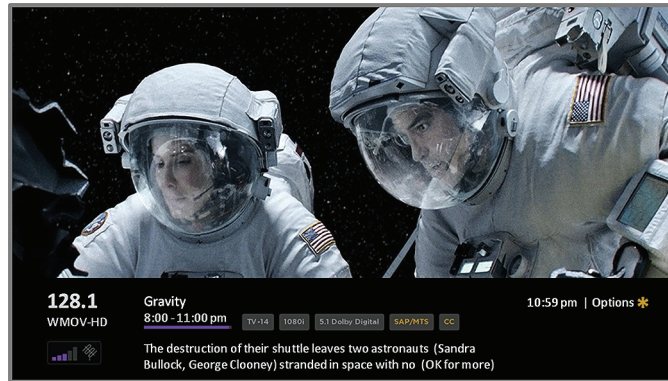 128.1
WMOV-HD
Gravity
8:00 - 11:00 pm
TV-14
1080i
5.1 Dolby Digital
SAP/MTS
CC
10:59 pm | Options *
The destruction of their shuttle leaves two astronauts (Sandra
Bullock, George Clooney) stranded in space with no (OK for more)